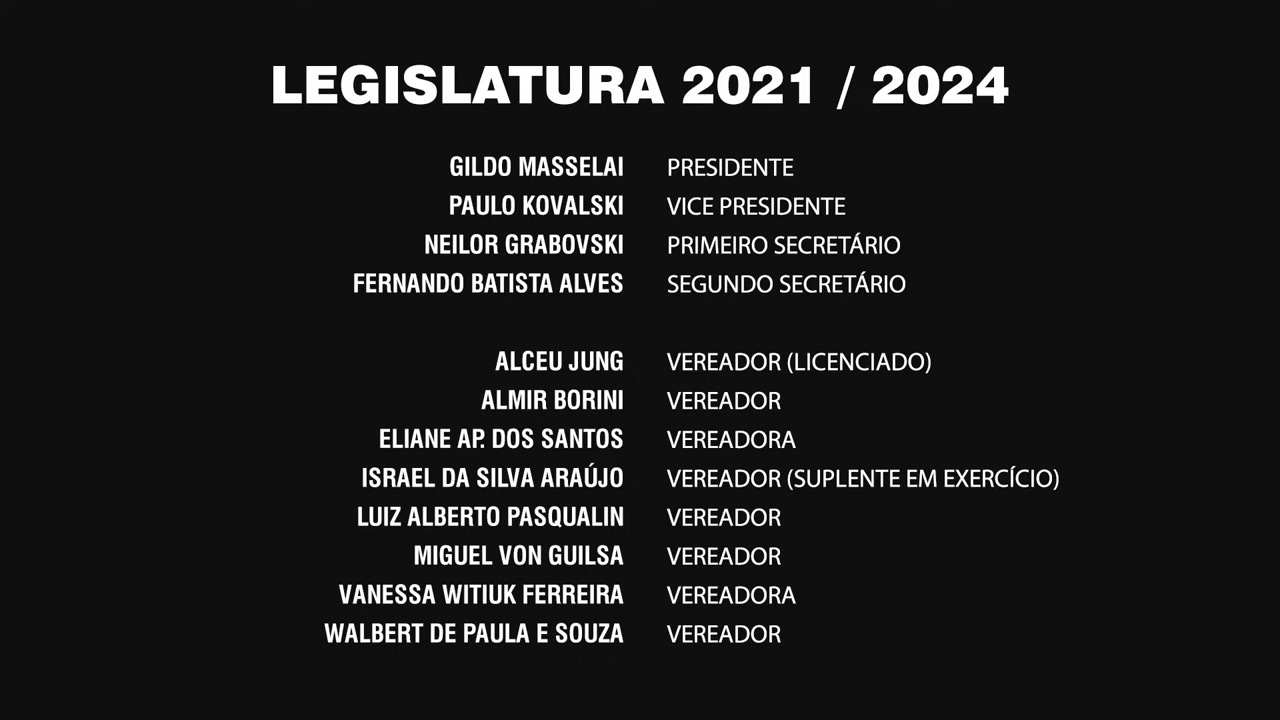 LEGISLATURA 2021 / 2024
GILDO MASSELAI PRESIDENTE
PAULO KOVALSKI VICE PRESIDENTE
NEILOR GRABOVSKI PRIMEIRO SECRETÁRIO
FERNANDO BATISTA ALVES SEGUNDO SECRETÁRIO
ALCEU JUNG VEREADOR (LICENCIADO)
ALMIR BORINI VEREADOR
ELIANE AP. DOS SANTOS VEREADORA
ISRAEL DA SILVA ARAÚJO VEREADOR (SUPLENTE EM EXERCÍCIO)
LUIZ ALBERTO PASQUALIN VEREADOR
MIGUEL VON GUILSA VEREADOR
VANESSA WITIUK FERREIRA VEREADORA
WALBERT DE PAULA E SOUZA VEREADOR